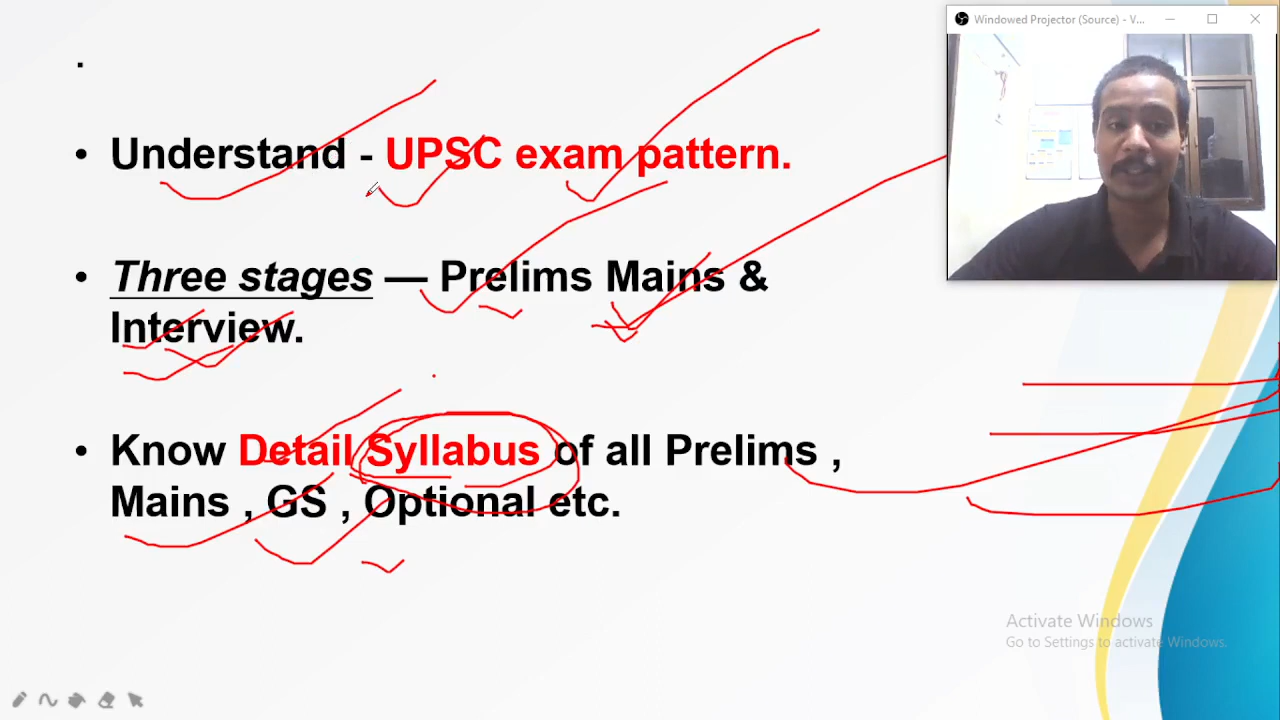 Windowed Projector (Source) - V...
.
• Understand - UPSC exam pattern.
• Three stages — Prelims Mains &
Interview.
• Know Detail Syllabus of all Prelims ,
Mains , GS , Optional etc.
Activate Windows
Go to Settings to activate Windows.